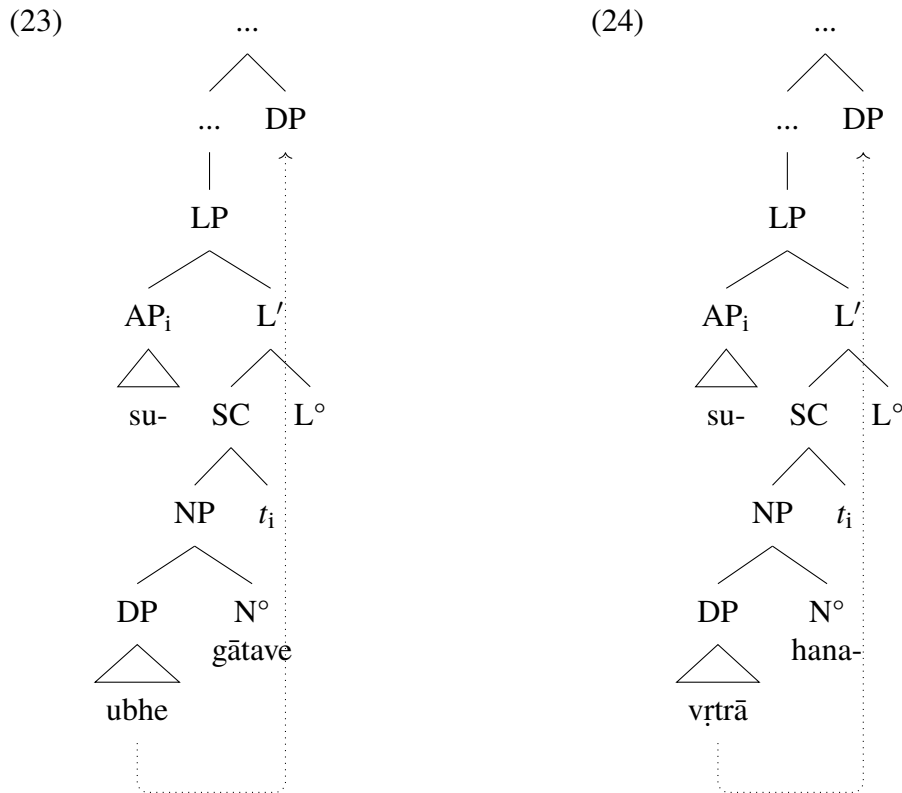 (23) ... (24) ...
... DP ... DP
LP LP
APi L′ APi L′
su- SC L° su- SC L°
NP ti NP ti
DP N° DP N°
gātave hana-
ubhe vṛtrā